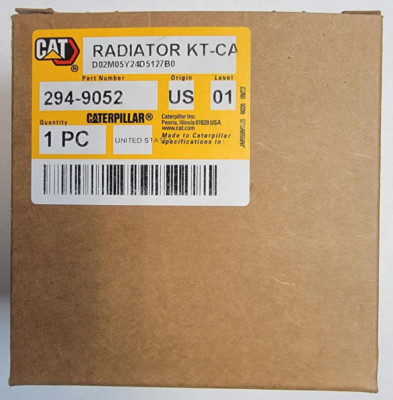 CAT
RADIATOR KT-CA
D02M05Y24D5127B0
Part Number Origin Level
294-9052 US 01
Quantity CATERPILLAR® Caterpillar Inc.
Peoria, Illinois 61629 USA
www.cat.com
1 PC UNITED STA Made to Caterpillar
specifications in: